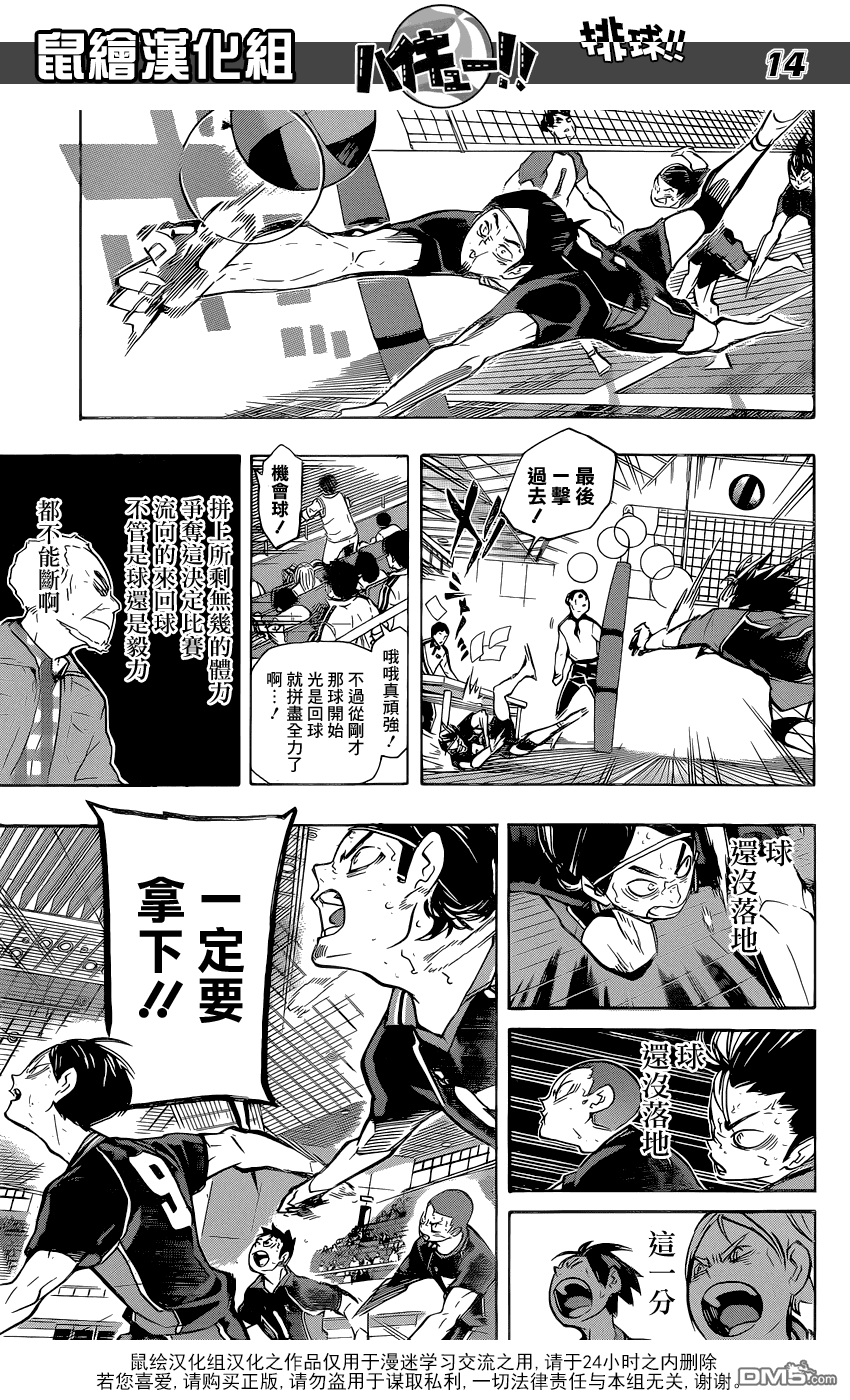 鼠繪漢化組
ハイキュー!!
排球!!
14
最後
一擊
過去!
機會球!
哦哦真頑強!
不過從剛才
那球開始
光是回球
就拼盡全力了
啊…!
拼上所剩無幾的體力
爭奪這決定比賽
流向的來回球
不管是球還是毅力
都不能斷啊
球
還沒落地
球
還沒落地
這一分
一定要
拿下!!
9
鼠绘汉化组汉化之作品仅用于漫迷学习交流之用, 请于24小时之内删除
若您喜爱, 请购买正版, 请勿盗用于谋取私利, 一切法律责任与本组无关, 谢谢。
DM5.com